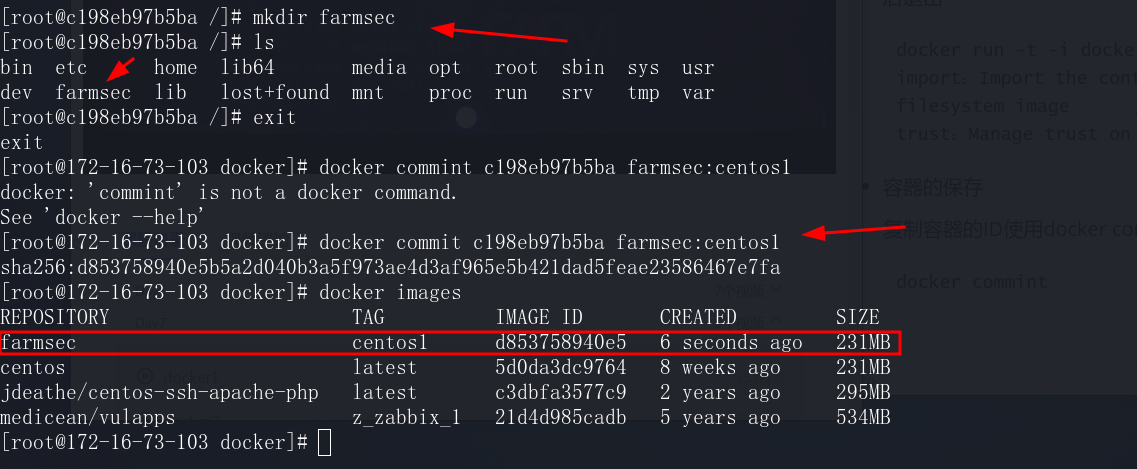 [root@c198eb97b5ba /]# mkdir farmsec
[root@c198eb97b5ba /]# ls
bin  etc      home  lib64       media  opt   root  sbin  sys  usr
dev  farmsec  lib   lost+found  mnt    proc  run   srv   tmp  var
[root@c198eb97b5ba /]# exit
exit
[root@172-16-73-103 docker]# docker commint c198eb97b5ba farmsec:centos1
docker: 'commint' is not a docker command.
See 'docker --help'
[root@172-16-73-103 docker]# docker commit c198eb97b5ba farmsec:centos1
sha256:d853758940e5b5a2d040b3a5f973ae4d3af965e5b421dad5feae23586467e7fa
[root@172-16-73-103 docker]# docker images
REPOSITORY                     TAG          IMAGE ID       CREATED         SIZE
farmsec                        centos1      d853758940e5   6 seconds ago   231MB
centos                         latest       5d0da3dc9764   8 weeks ago     231MB
jdeathe/centos-ssh-apache-php  latest       c3dbfa3577c9   2 years ago     295MB
medicean/vulapps               z_zabbix_1   21d4d985cadb   5 years ago     534MB
[root@172-16-73-103 docker]#
docker run -t -i docke
import: Import the con
filesystem image
trust: Manage trust on
容器的保存
复制容器的ID使用docker co
docker commint